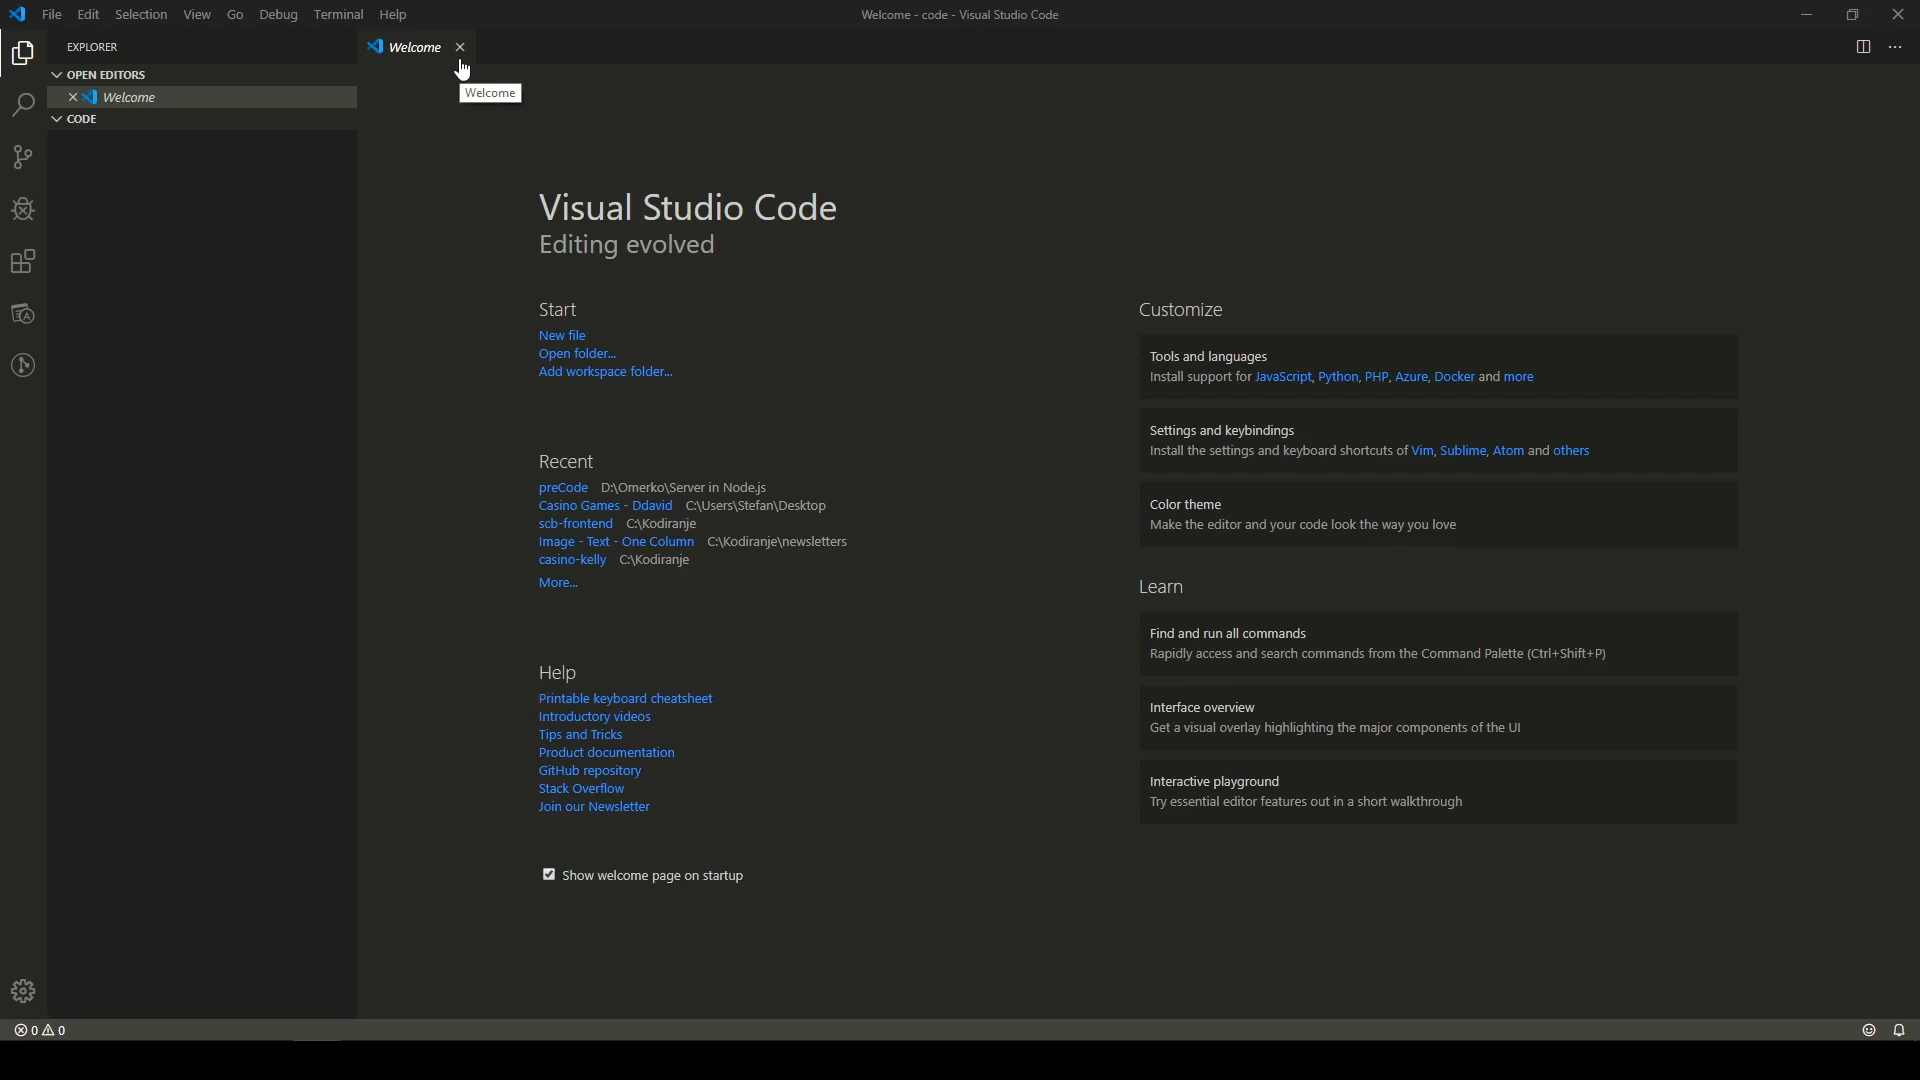 File Edit Selection View Go Debug Terminal Help
Welcome - code - Visual Studio Code
EXPLORER
OPEN EDITORS
Welcome
CODE
Welcome
Welcome
Visual Studio Code
Editing evolved
Start
New file
Open folder...
Add workspace folder...
Recent
preCode D:\Omerko\Server in Node.js
Casino Games - Ddavid C:\Users\Stefan\Desktop
scb-frontend C:\Kodiranje
Image - Text - One Column C:\Kodiranje\newsletters
casino-kelly C:\Kodiranje
More...
Help
Printable keyboard cheatsheet
Introductory videos
Tips and Tricks
Product documentation
GitHub repository
Stack Overflow
Join our Newsletter
Show welcome page on startup
Customize
Tools and languages
Install support for JavaScript, Python, PHP, Azure, Docker and more
Settings and keybindings
Install the settings and keyboard shortcuts of Vim, Sublime, Atom and others
Color theme
Make the editor and your code look the way you love
Learn
Find and run all commands
Rapidly access and search commands from the Command Palette (Ctrl+Shift+P)
Interface overview
Get a visual overlay highlighting the major components of the UI
Interactive playground
Try essential editor features out in a short walkthrough
0 0